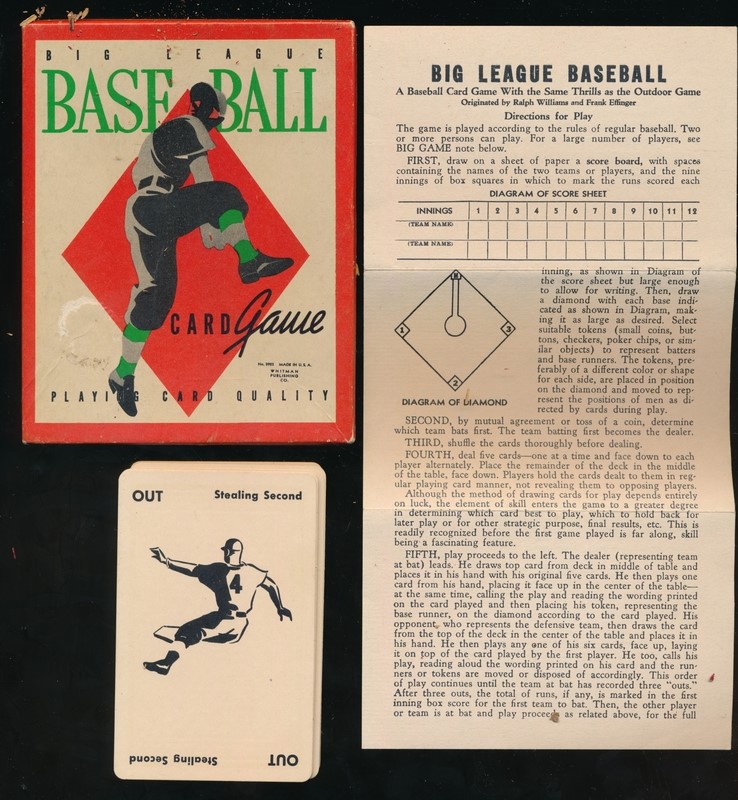 BIG LEAGUE
BASEBALL
CARD Game
No. 3995 MADE IN U.S.A.
WHITMAN
PUBLISHING
CO.
PLAYING CARD QUALITY
OUT Stealing Second
4
OUT Stealing Second
BIG LEAGUE BASEBALL
A Baseball Card Game With the Same Thrills as the Outdoor Game
Originated by Ralph Williams and Frank Effinger
Directions for Play
The game is played according to the rules of regular baseball. Two
or more persons can play. For a large number of players, see
BIG GAME note below.
FIRST, draw on a sheet of paper a score board, with spaces
containing the names of the two teams or players, and the nine
innings of box squares in which to mark the runs scored each
DIAGRAM OF SCORE SHEET
INNINGS 1 2 3 4 5 6 7 8 9 10 11 12
(TEAM NAME)
(TEAM NAME)
inning, as shown in Diagram of
the score sheet but large enough
to allow for writing. Then, draw
a diamond with each base indi-
cated as shown in Diagram, mak-
ing it as large as desired. Select
suitable tokens (small coins, but-
tons, checkers, poker chips, or sim-
ilar objects) to represent batters
and base runners. The tokens, pre-
ferably of a different color or shape
for each side, are placed in position
on the diamond and moved to rep-
resent the positions of men as di-
rected by cards during play.
H
1
3
2
DIAGRAM OF DIAMOND
SECOND, by mutual agreement or toss of a coin, determine
which team bats first. The team batting first becomes the dealer.
THIRD, shuffle the cards thoroughly before dealing.
FOURTH, deal five cards—one at a time and face down to each
player alternately. Place the remainder of the deck in the middle
of the table, face down. Players hold the cards dealt to them in reg-
ular playing card manner, not revealing them to opposing players.
Although the method of drawing cards for play depends entirely
on luck, the element of skill enters the game to a greater degree
in determining which card best to play, which to hold back for
later play or for other strategic purpose, final results, etc. This is
readily recognized before the first game played is far along, skill
being a fascinating feature.
FIFTH, play proceeds to the left. The dealer (representing team
at bat) leads. He draws top card from deck in middle of table and
places it in his hand with his original five cards. He then plays one
card from his hand, placing it face up in the center of the table—
at the same time, calling the play and reading the wording printed
on the card played and then placing his token, representing the
base runner, on the diamond according to the card played. His
opponent, who represents the defensive team, then draws the card
from the top of the deck in the center of the table and places it in
his hand. He then plays any one of his six cards, face up, laying
it on top of the card played by the first player. He too, calls his
play, reading aloud the wording printed on his card and the run-
ners or tokens are moved or disposed of accordingly. This order
of play continues until the team at bat has recorded three "outs."
After three outs, the total of runs, if any, is marked in the first
inning box score for the first team to bat. Then, the other player
or team is at bat and play proceeds as related above, for the full